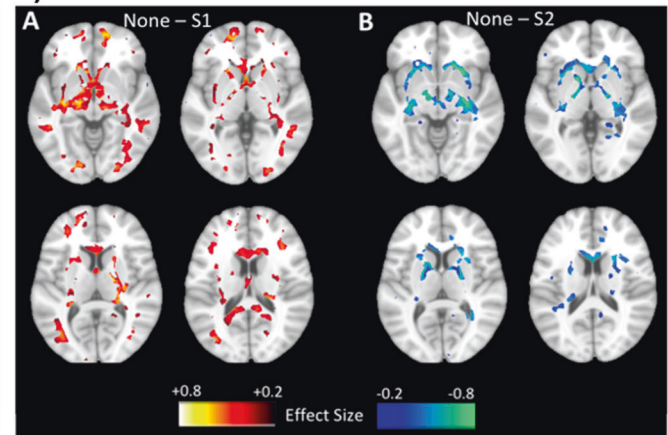 A
None – S1
B
None – S2
+0.8
+0.2
Effect Size
-0.2
-0.8